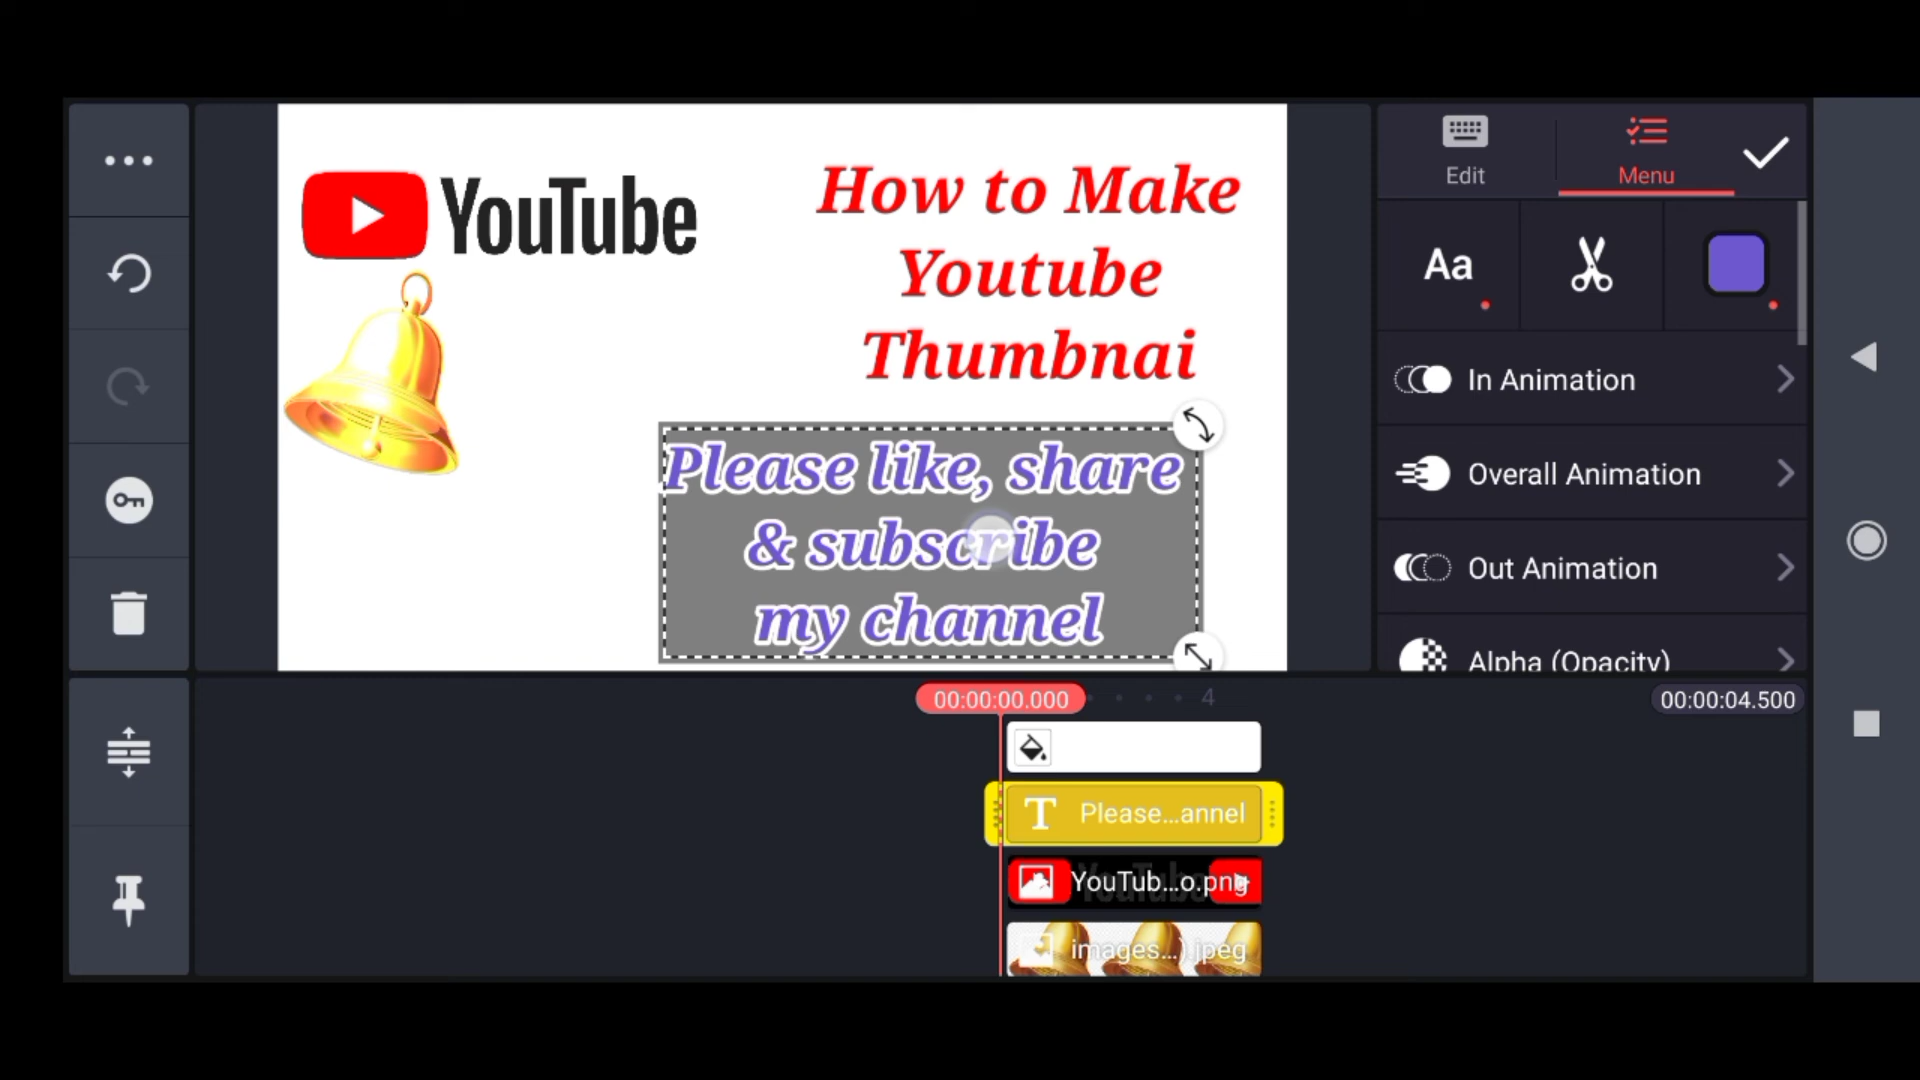 YouTube
How to Make
Youtube
Thumbnai
Please like, share
& subscribe
my channel
Edit
Menu
Aa
In Animation
Overall Animation
Out Animation
Alpha (Opacity)
00:00:00.000
4
00:00:04.500
T Please...annel
YouTub...o.png
images...).jpeg